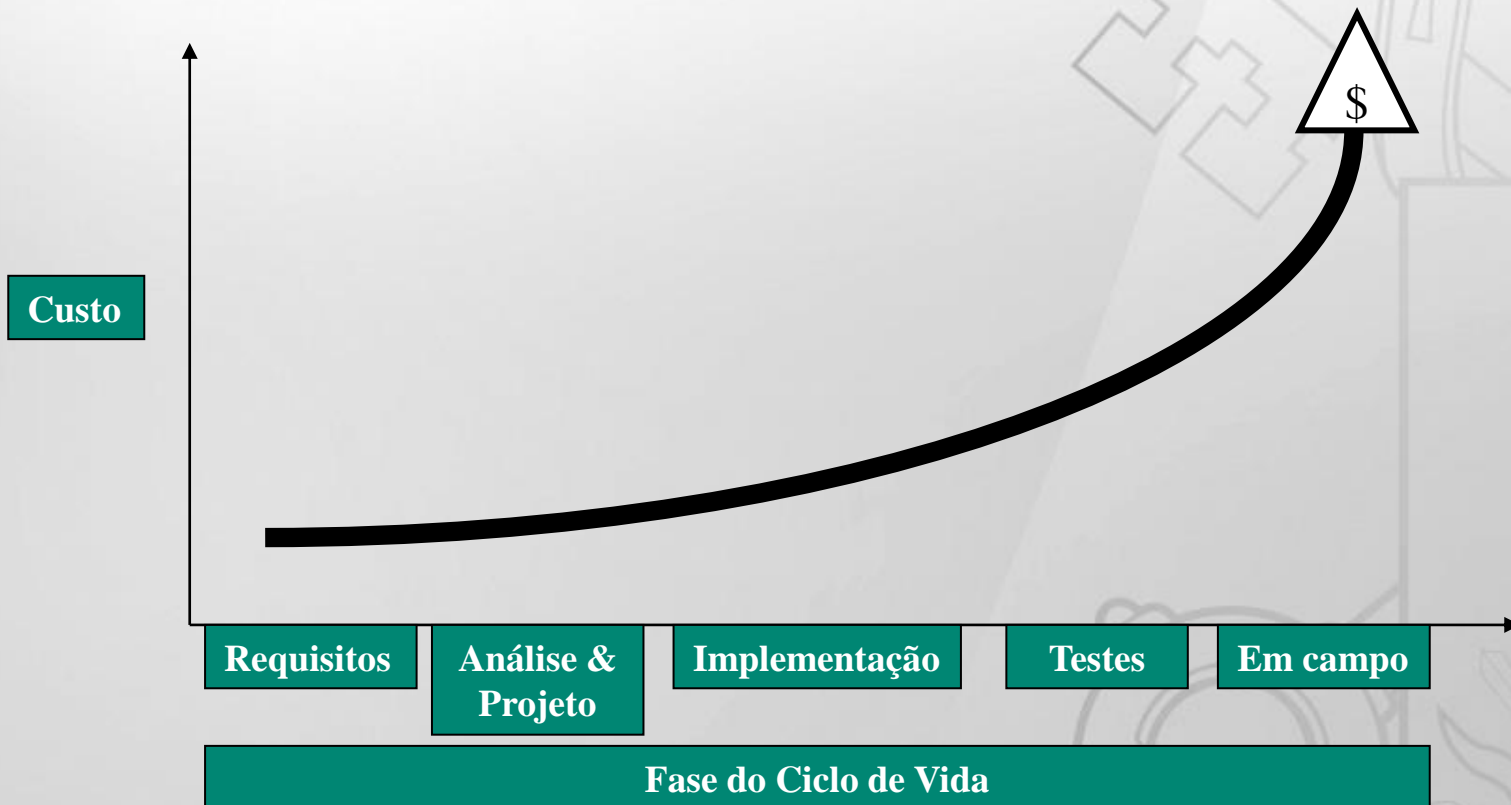 $
Custo
Requisitos
Análise &
Projeto
Implementação
Testes
Em campo
Fase do Ciclo de Vida